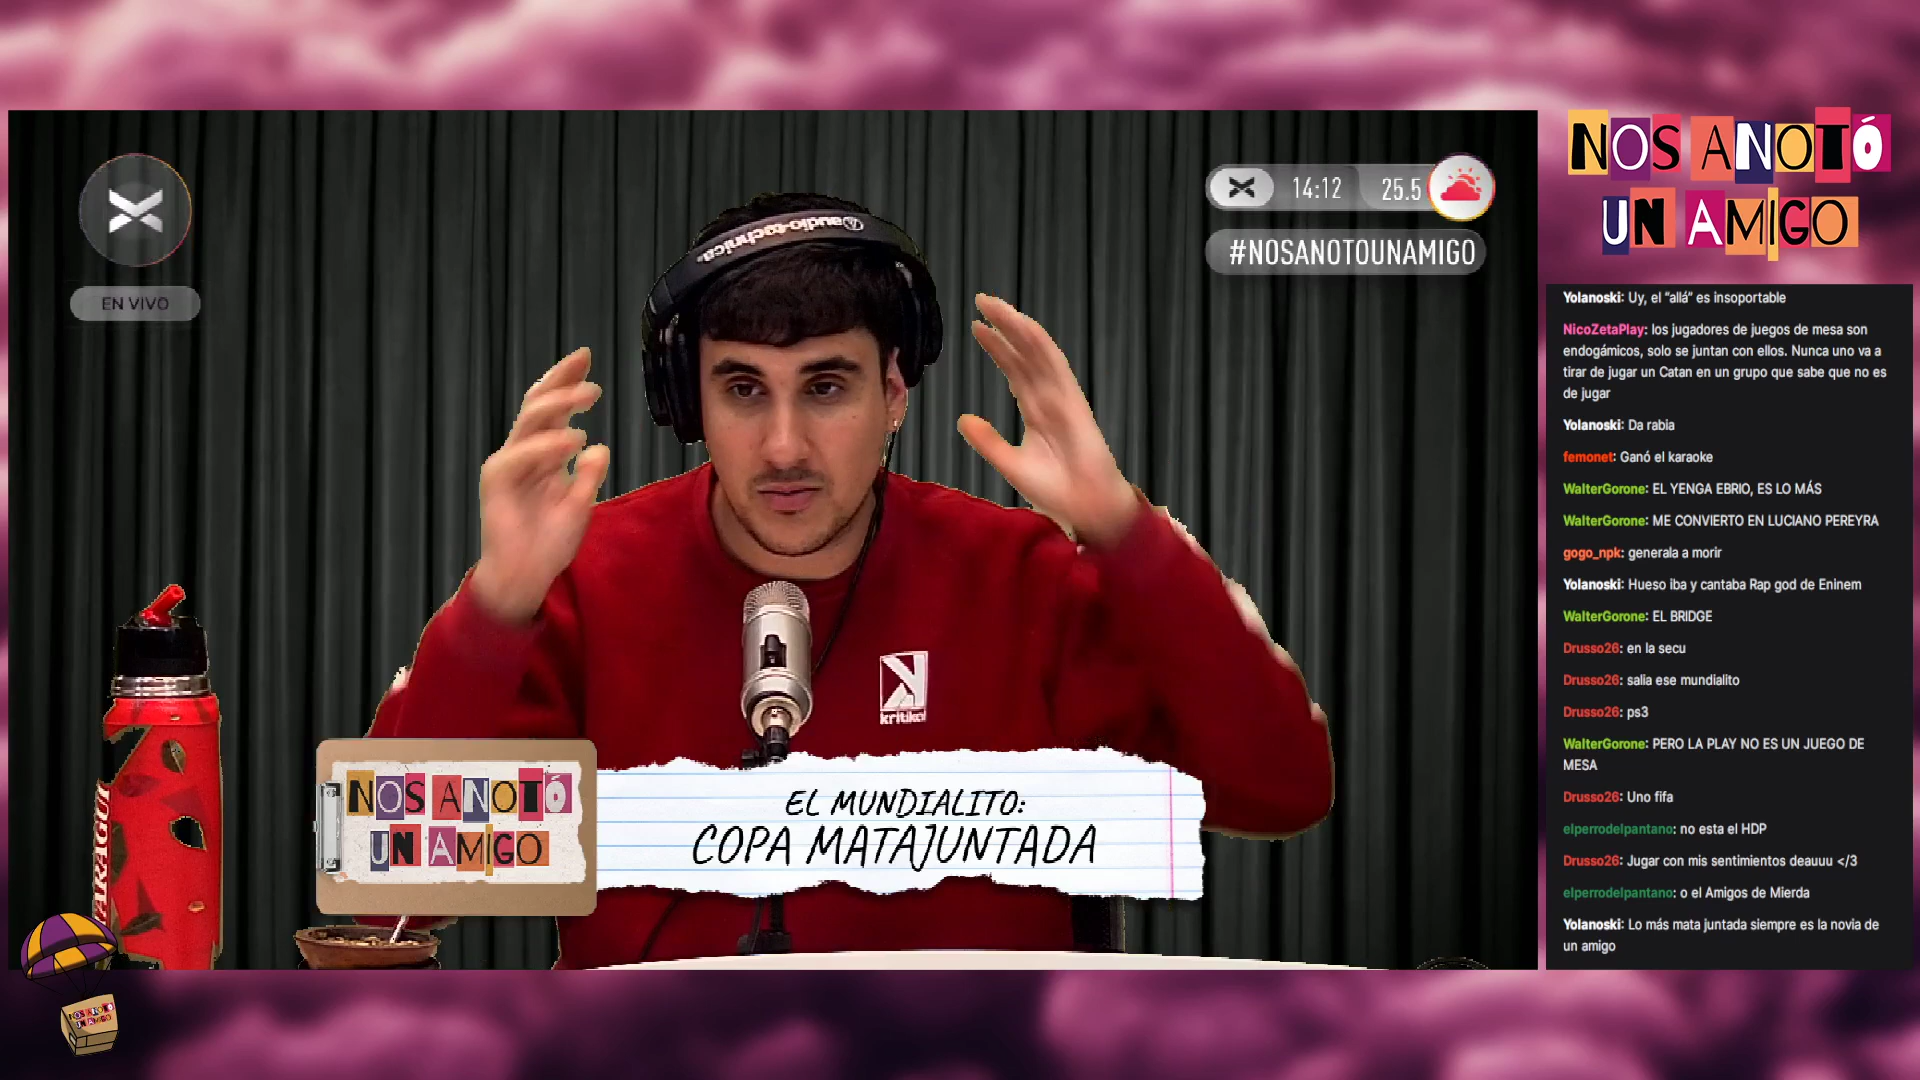 EN VIVO
audio-technica
14:12
25.5
#NOSANOTOUNAMIGO
NOS ANOTÓ
UN AMIGO
kritikal
NOS ANOTÓ
UN AMIGO
EL MUNDIALITO:
COPA MATAJUNTADA
NOS ANOTÓ
UN AMIGO
Yolanoski: Uy, el "allá" es insoportable
NicoZetaPlay: los jugadores de juegos de mesa son
endogámicos, solo se juntan con ellos. Nunca uno va a
tirar de jugar un Catan en un grupo que sabe que no es
de jugar
Yolanoski: Da rabia
femonet: Ganó el karaoke
WalterGorone: EL YENGA EBRIO, ES LO MÁS
WalterGorone: ME CONVIERTO EN LUCIANO PEREYRA
gogo_npk: generala a morir
Yolanoski: Hueso iba y cantaba Rap god de Eninem
WalterGorone: EL BRIDGE
Drusso26: en la secu
Drusso26: salia ese mundialito
Drusso26: ps3
WalterGorone: PERO LA PLAY NO ES UN JUEGO DE
MESA
Drusso26: Uno fifa
elperrodelpantano: no esta el HDP
Drusso26: Jugar con mis sentimientos deauuu </3
elperrodelpantano: o el Amigos de Mierda
Yolanoski: Lo más mata juntada siempre es la novia de
un amigo